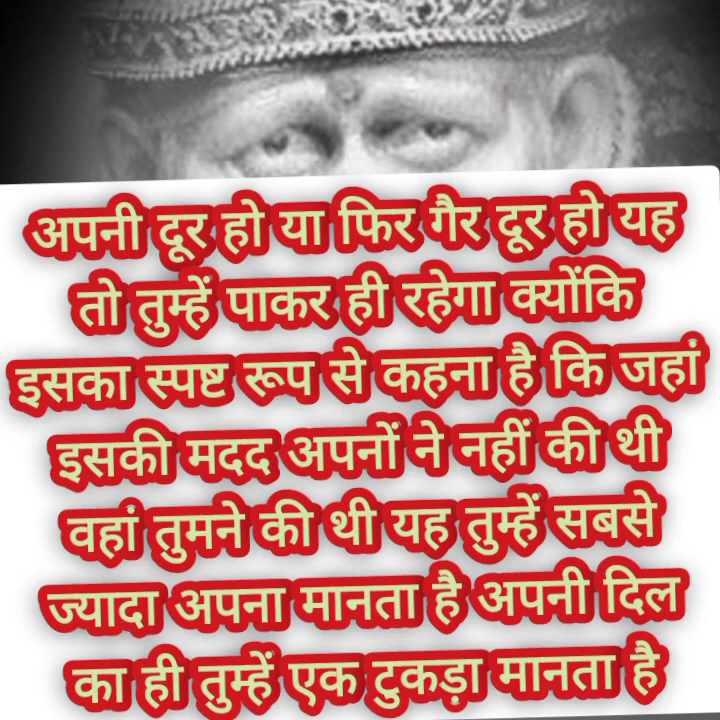 अपनी दूर हो या फिर गैर दूर हो यह
तो तुम्हें पाकर ही रहेगा क्योंकि
इसका स्पष्ट रूप से कहना है कि जहां
इसकी मदद अपनों ने नहीं की थी
वहां तुमने की थी यह तुम्हें सबसे
ज्यादा अपना मानता है अपनी दिल
का ही तुम्हें एक टुकड़ा मानता है